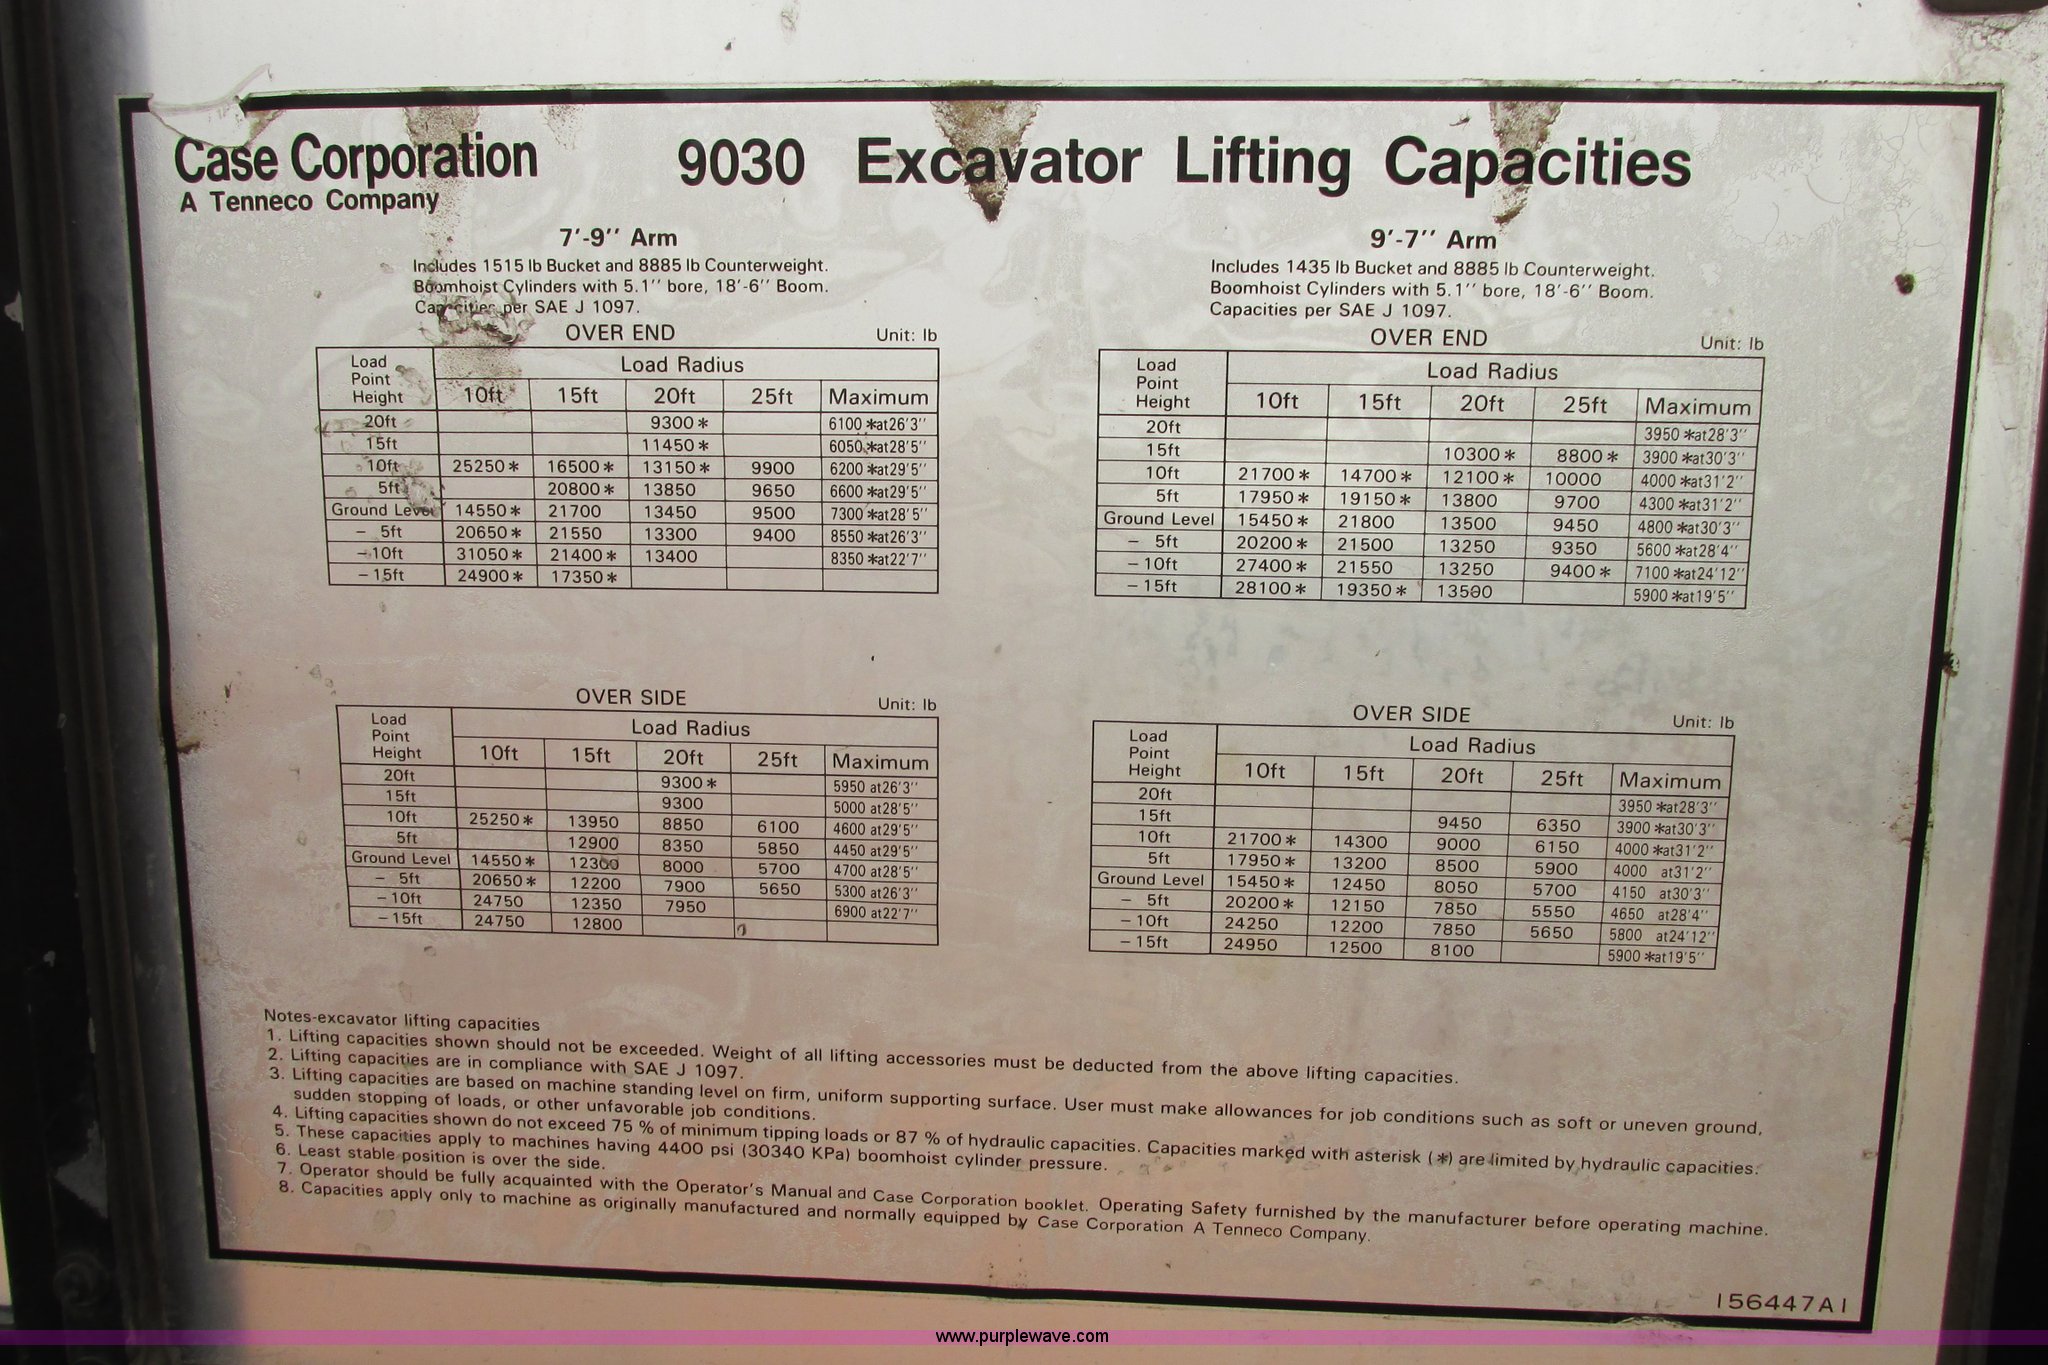 Case Corporation
A Tenneco Company
9030 Excavator Lifting Capacities
7'-9'' Arm
Includes 1515 lb Bucket and 8885 lb Counterweight.
Boomhoist Cylinders with 5.1'' bore, 18'-6'' Boom.
Capacities per SAE J 1097.
OVER END Unit: lb
Load Point Height Load Radius
10ft 15ft 20ft 25ft Maximum
20ft 9300* 6100*at26'3''
15ft 11450* 6050*at28'5''
10ft 25250* 16500* 13150* 9900 6200*at29'5''
5ft 20800* 13850 9650 6600*at29'5''
Ground Level 14550* 21700 13450 9500 7300*at28'5''
- 5ft 20650* 21550 13300 9400 8550*at26'3''
-10ft 31050* 21400* 13400 8350*at22'7''
-15ft 24900* 17350*
OVER SIDE Unit: lb
Load Point Height Load Radius
10ft 15ft 20ft 25ft Maximum
20ft 9300* 5950 at26'3''
15ft 9300 5000 at28'5''
10ft 25250* 13950 8850 6100 4600 at29'5''
5ft 12900 8350 5850 4450 at29'5''
Ground Level 14550* 12300 8000 5700 4700 at28'5''
- 5ft 20650* 12200 7900 5650 5300 at26'3''
-10ft 24750 12350 7950 6900 at22'7''
-15ft 24750 12800
9'-7'' Arm
Includes 1435 lb Bucket and 8885 lb Counterweight.
Boomhoist Cylinders with 5.1'' bore, 18'-6'' Boom.
Capacities per SAE J 1097.
OVER END Unit: lb
Load Point Height Load Radius
10ft 15ft 20ft 25ft Maximum
20ft 3950*at28'3''
15ft 10300* 8800* 3900*at30'3''
10ft 21700* 14700* 12100* 10000 4000*at31'2''
5ft 17950* 19150* 13800 9700 4300*at31'2''
Ground Level 15450* 21800 13500 9450 4800*at30'3''
- 5ft 20200* 21500 13250 9350 5600*at28'4''
-10ft 27400* 21550 13250 9400* 7100*at24'12''
-15ft 28100* 19350* 13500 5900*at19'5''
OVER SIDE Unit: lb
Load Point Height Load Radius
10ft 15ft 20ft 25ft Maximum
20ft 3950*at28'3''
15ft 9450 6350 3900*at30'3''
10ft 21700* 14300 9000 6150 4000*at31'2''
5ft 17950* 13200 8500 5900 4000 at31'2''
Ground Level 15450* 12450 8050 5700 4150 at30'3''
- 5ft 20200* 12150 7850 5550 4650 at28'4''
-10ft 24250 12200 7850 5650 5800 at24'12''
-15ft 24950 12500 8100 5900*at19'5''
Notes-excavator lifting capacities
1. Lifting capacities shown should not be exceeded. Weight of all lifting accessories must be deducted from the above lifting capacities.
2. Lifting capacities are in compliance with SAE J 1097.
3. Lifting capacities are based on machine standing level on firm, uniform supporting surface. User must make allowances for job conditions such as soft or uneven ground,
sudden stopping of loads, or other unfavorable job conditions.
4. Lifting capacities shown do not exceed 75 % of minimum tipping loads or 87 % of hydraulic capacities. Capacities marked with asterisk (*) are limited by hydraulic capacities.
5. These capacities apply to machines having 4400 psi (30340 KPa) boomhoist cylinder pressure.
6. Least stable position is over the side.
7. Operator should be fully acquainted with the Operator's Manual and Case Corporation booklet. Operating Safety furnished by the manufacturer before operating machine.
8. Capacities apply only to machine as originally manufactured and normally equipped by Case Corporation A Tenneco Company.
156447A1
www.purplewave.com